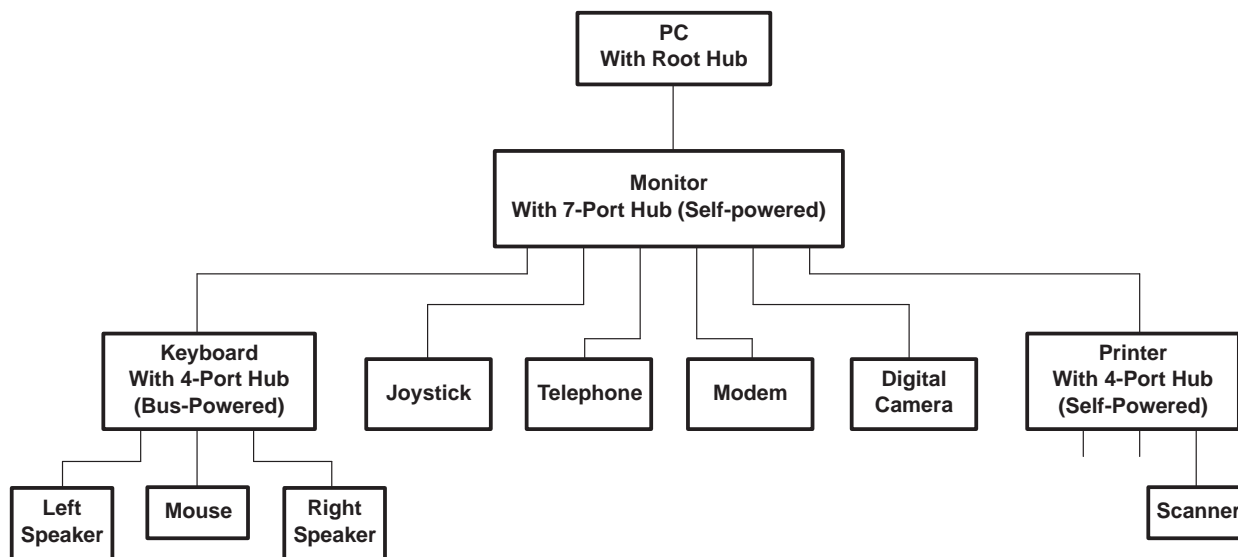 PC
With Root Hub
Monitor
With 7-Port Hub (Self-powered)
Keyboard
With 4-Port Hub
(Bus-Powered)
Joystick
Telephone
Modem
Digital
Camera
Printer
With 4-Port Hub
(Self-Powered)
Left
Speaker
Mouse
Right
Speaker
Scanner